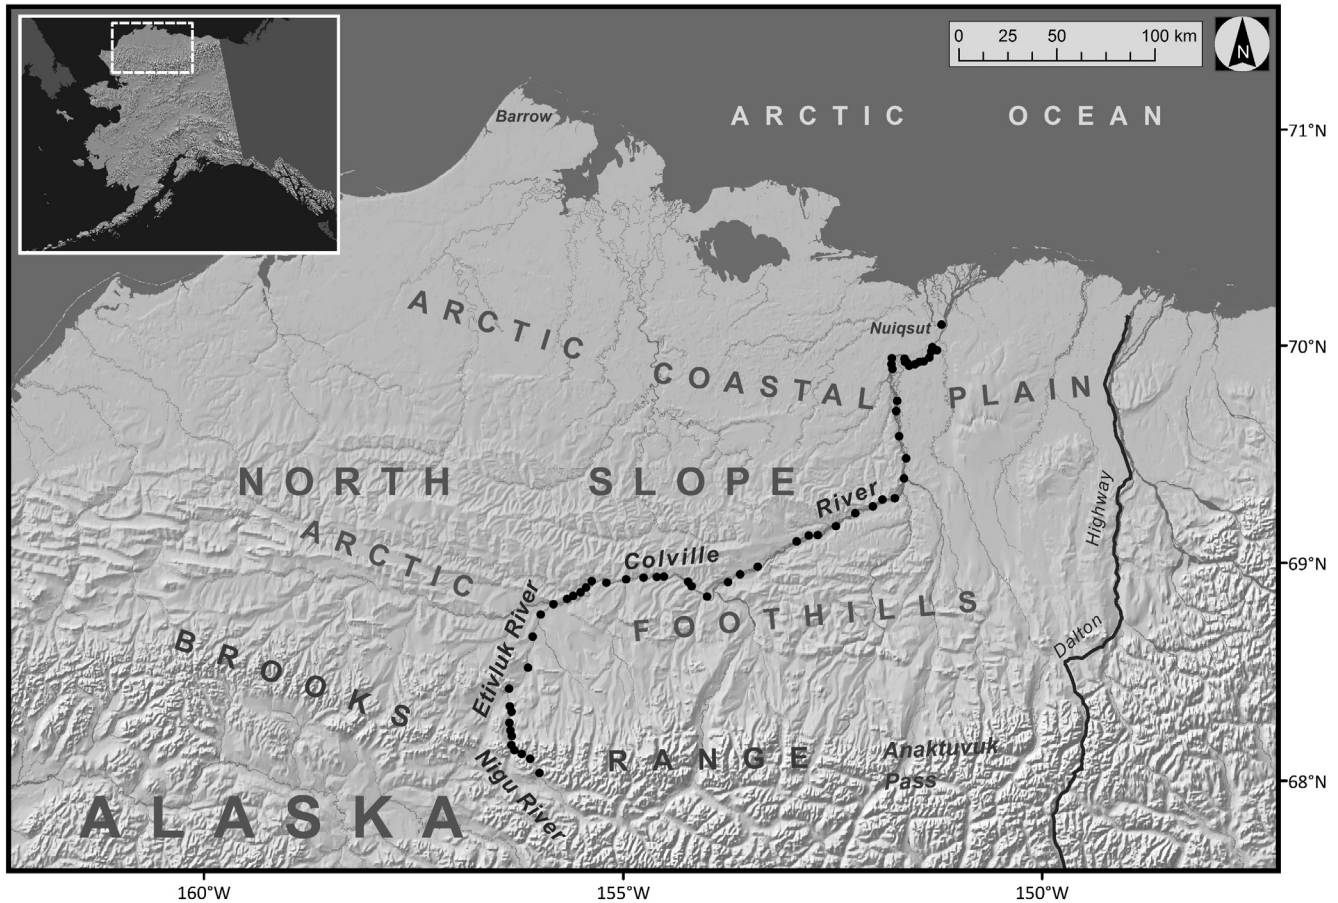 0 25 50 100 km
N
ARCTIC OCEAN
Barrow
71°N
ARCTIC
COASTAL PLAIN
Nuiqsut
70°N
NORTH SLOPE
River
Highway
ARCTIC
Colville
69°N
FOOTHILLS
Etivluk River
Dalton
BROOKS
RANGE
Anaktuvuk
Pass
68°N
Nigu River
ALASKA
160°W 155°W 150°W